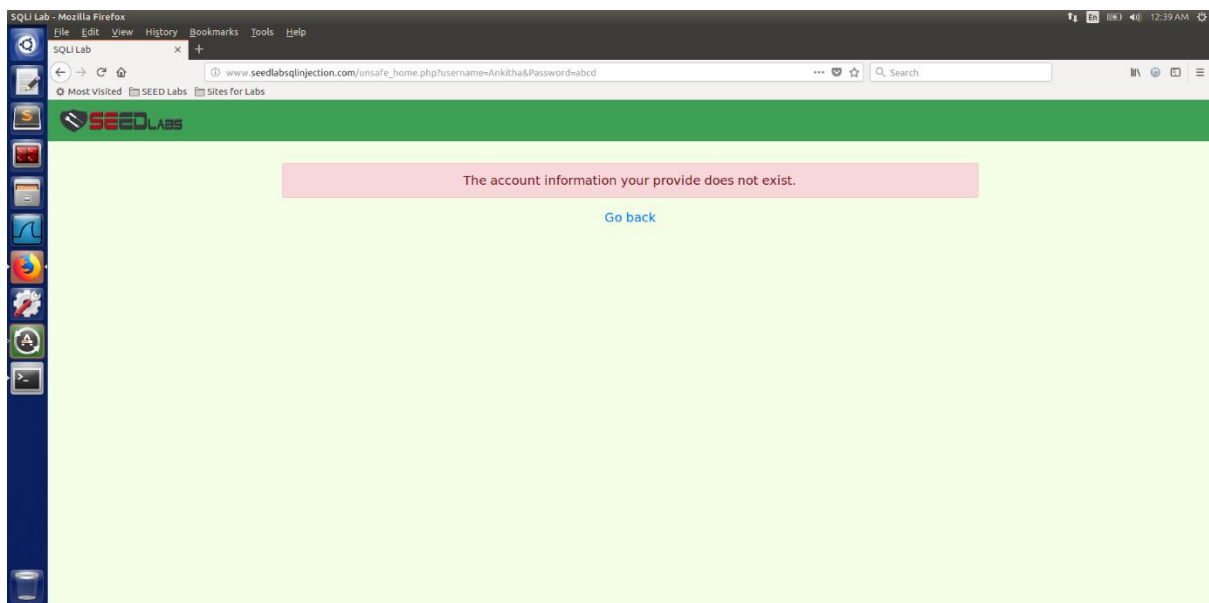 SQLi Lab - Mozilla Firefox
En 12:39 AM
File Edit View History Bookmarks Tools Help
SQLi Lab
www.seedlabsqlinjection.com/unsafe_home.php?username=Ankitha&Password=abcd
Search
Most Visited SEED Labs Sites for Labs
SEEDLABS
The account information your provide does not exist.
Go back